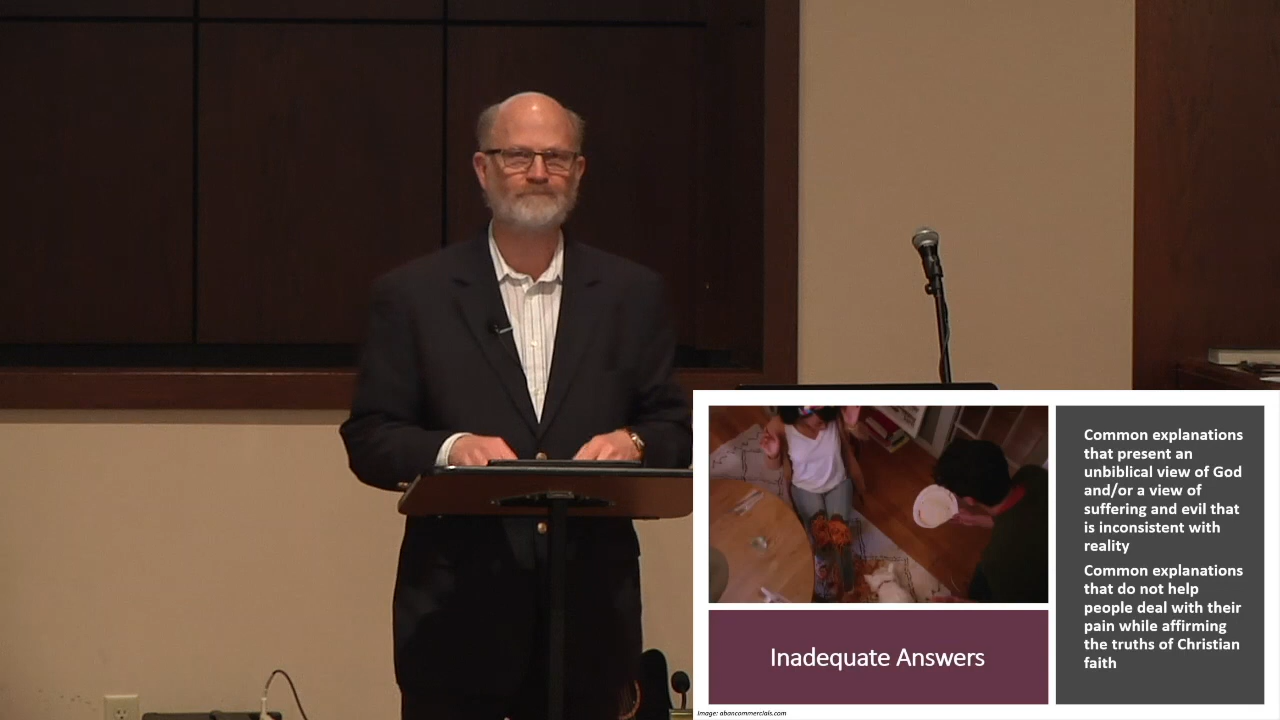 Common explanations
that present an
unbiblical view of God
and/or a view of
suffering and evil that
is inconsistent with
reality
Common explanations
that do not help
people deal with their
pain while affirming
the truths of Christian
faith
Inadequate Answers
Image: abancommercials.com